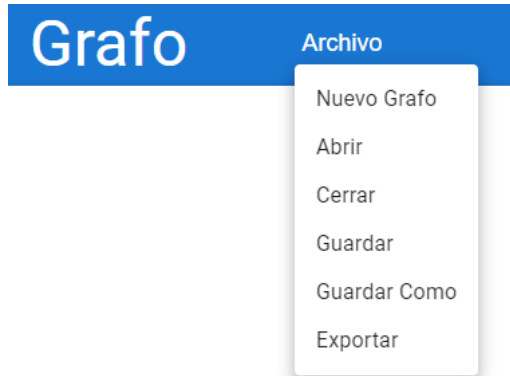 Grafo
Archivo
Nuevo Grafo
Abrir
Cerrar
Guardar
Guardar Como
Exportar